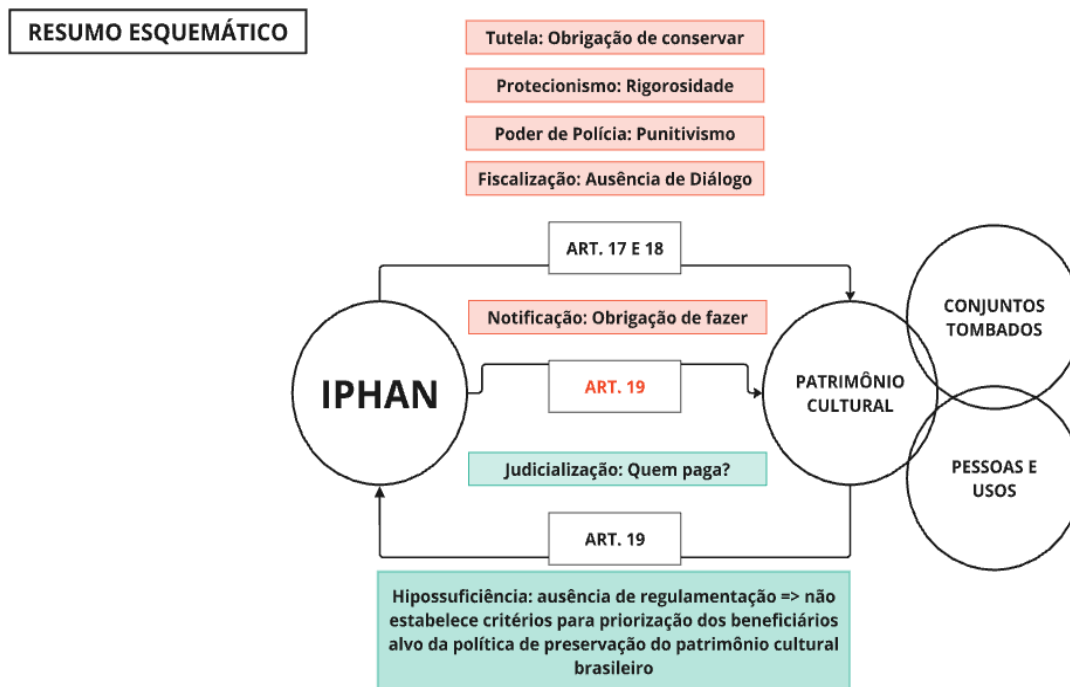 RESUMO ESQUEMÁTICO
Tutela: Obrigação de conservar
Protecionismo: Rigorosidade
Poder de Polícia: Punitivismo
Fiscalização: Ausência de Diálogo
ART. 17 E 18
Notificação: Obrigação de fazer
IPHAN
ART. 19
PATRIMÔNIO
CULTURAL
CONJUNTOS
TOMBADOS
PESSOAS E
USOS
Judicialização: Quem paga?
ART. 19
Hipossuficiência: ausência de regulamentação => não
estabelece critérios para priorização dos beneficiários
alvo da política de preservação do patrimônio cultural
brasileiro